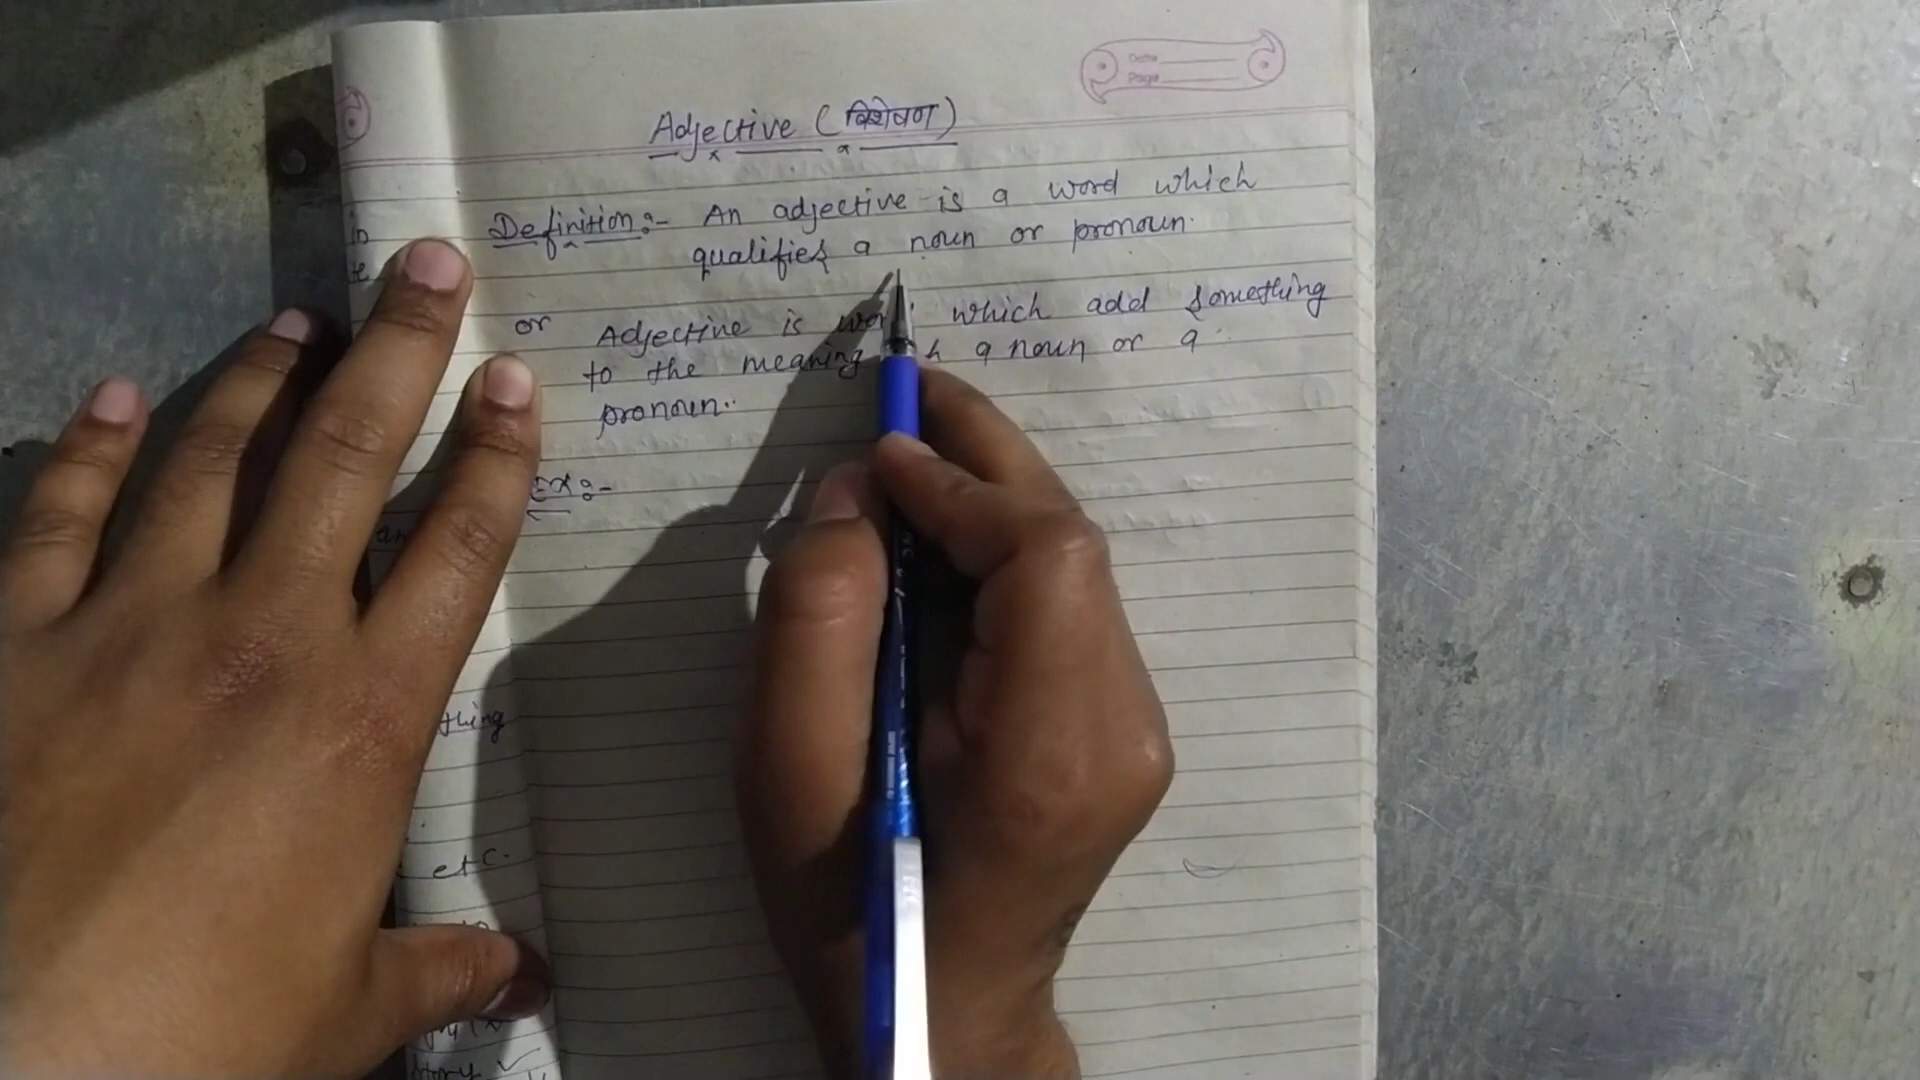 Date
Page
Adjective (विशेषण)
Definition:- An adjective is a word which
qualifies a noun or pronoun.
or Adjective is which add something
to the meaning a noun or a
pronoun..
Ex:-
in
thing
etc.